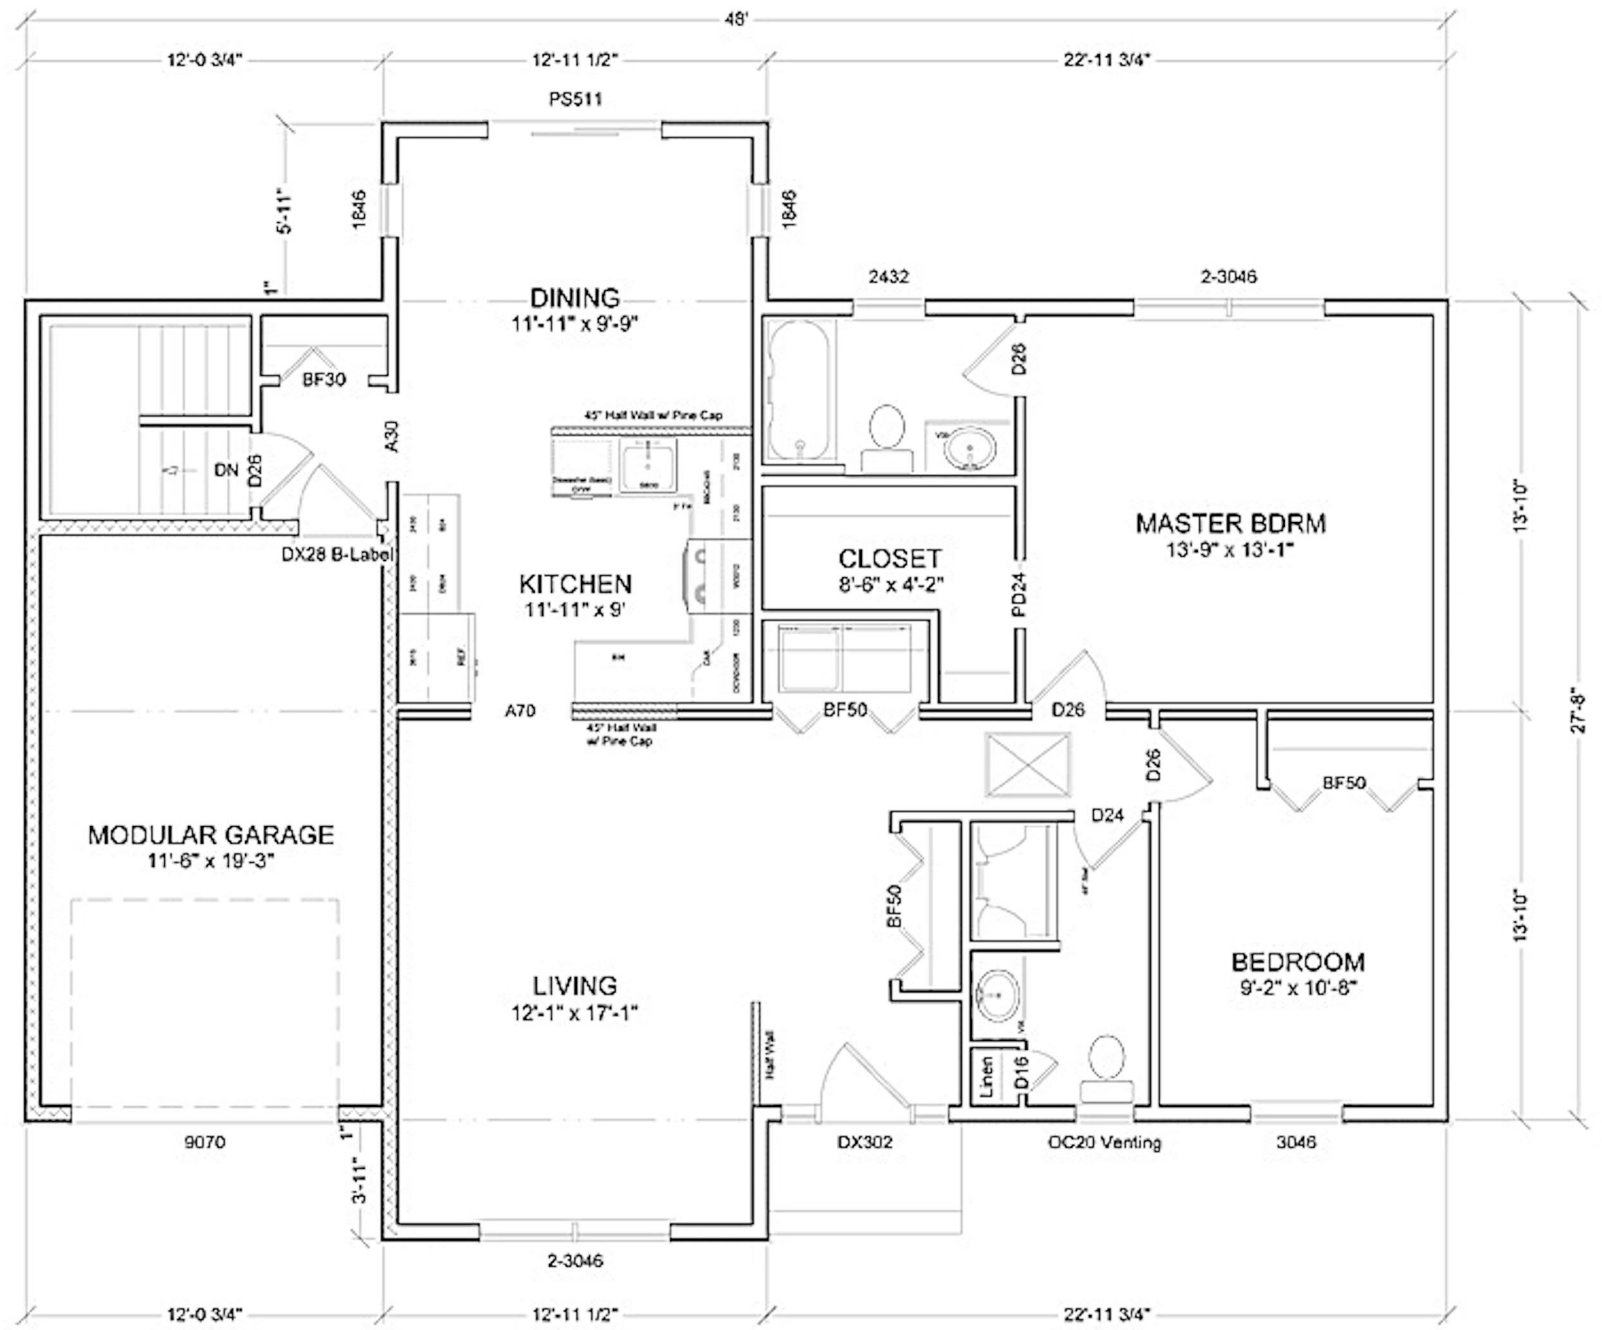 48'
12'-0 3/4"
12'-11 1/2"
22'-11 3/4"
PS511
5'-11"
1846
1846
1"
2432
2-3046
DINING
11'-11" x 9'-9"
BF30
D26
A30
45" Half Wall w/ Pine Cap
DN
D26
DX28 B-Label
MASTER BDRM
13'-9" x 13'-1"
13'-10"
CLOSET
8'-6" x 4'-2"
KITCHEN
11'-11" x 9'
PD24
REF.
A70
45" Half Wall
w/ Pine Cap
BF50
D26
27'-8"
D26
BF50
D24
MODULAR GARAGE
11'-6" x 19'-3"
BF50
13'-10"
BEDROOM
9'-2" x 10'-8"
LIVING
12'-1" x 17'-1"
Half Wall
Linen
D16
9070
1"
3'-11"
DX302
OC20 Venting
3046
2-3046
12'-0 3/4"
12'-11 1/2"
22'-11 3/4"